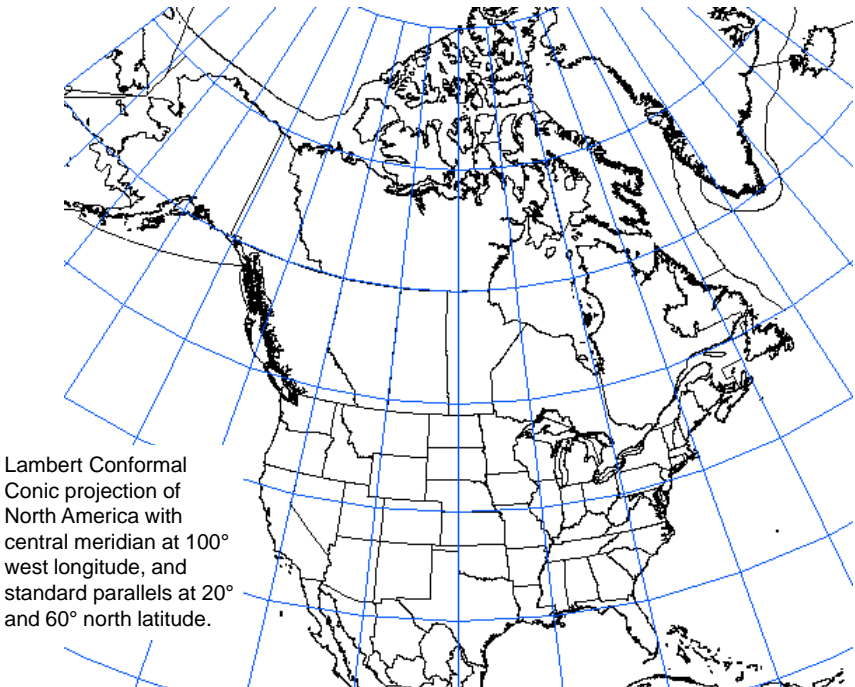 Lambert Conformal
Conic projection of
North America with
central meridian at 100°
west longitude, and
standard parallels at 20°
and 60° north latitude.